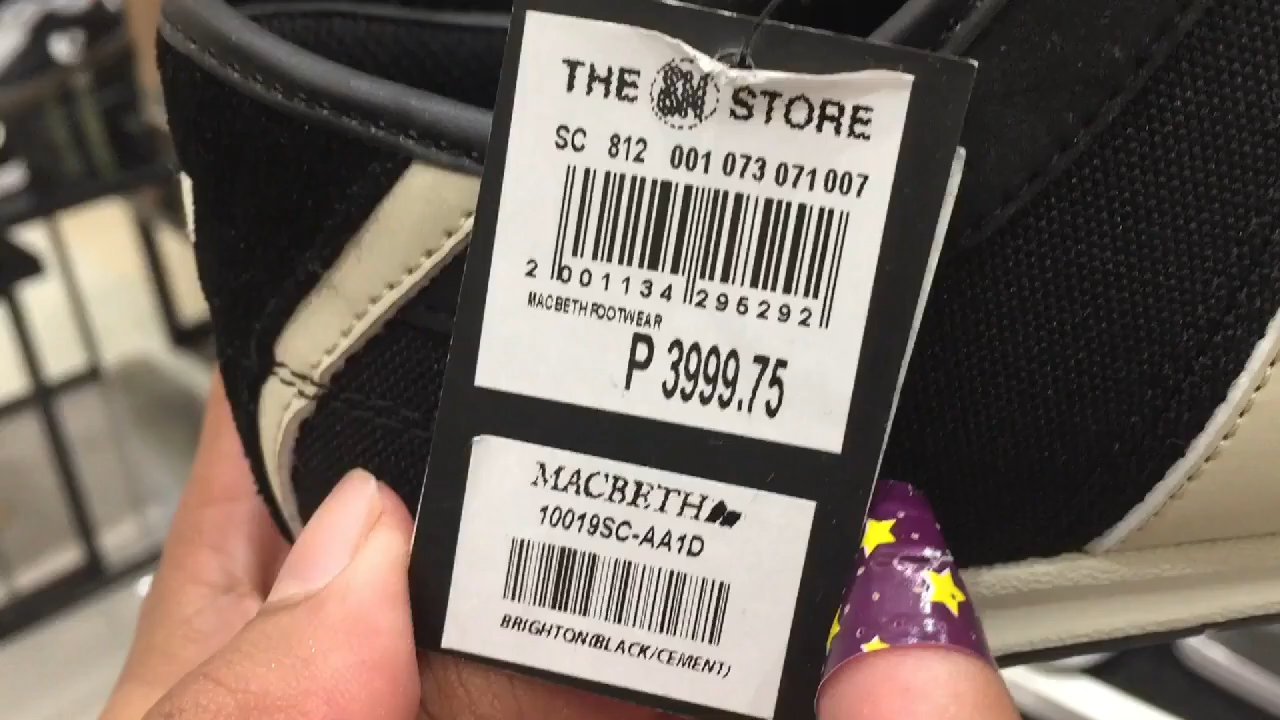 THE SM STORE
SC 812 001 073 071 007
2 001134 295292
MACBETH FOOTWEAR
P 3999.75
MACBETH
10019SC-AA1D
BRIGHTON(BLACK/CEMENT)